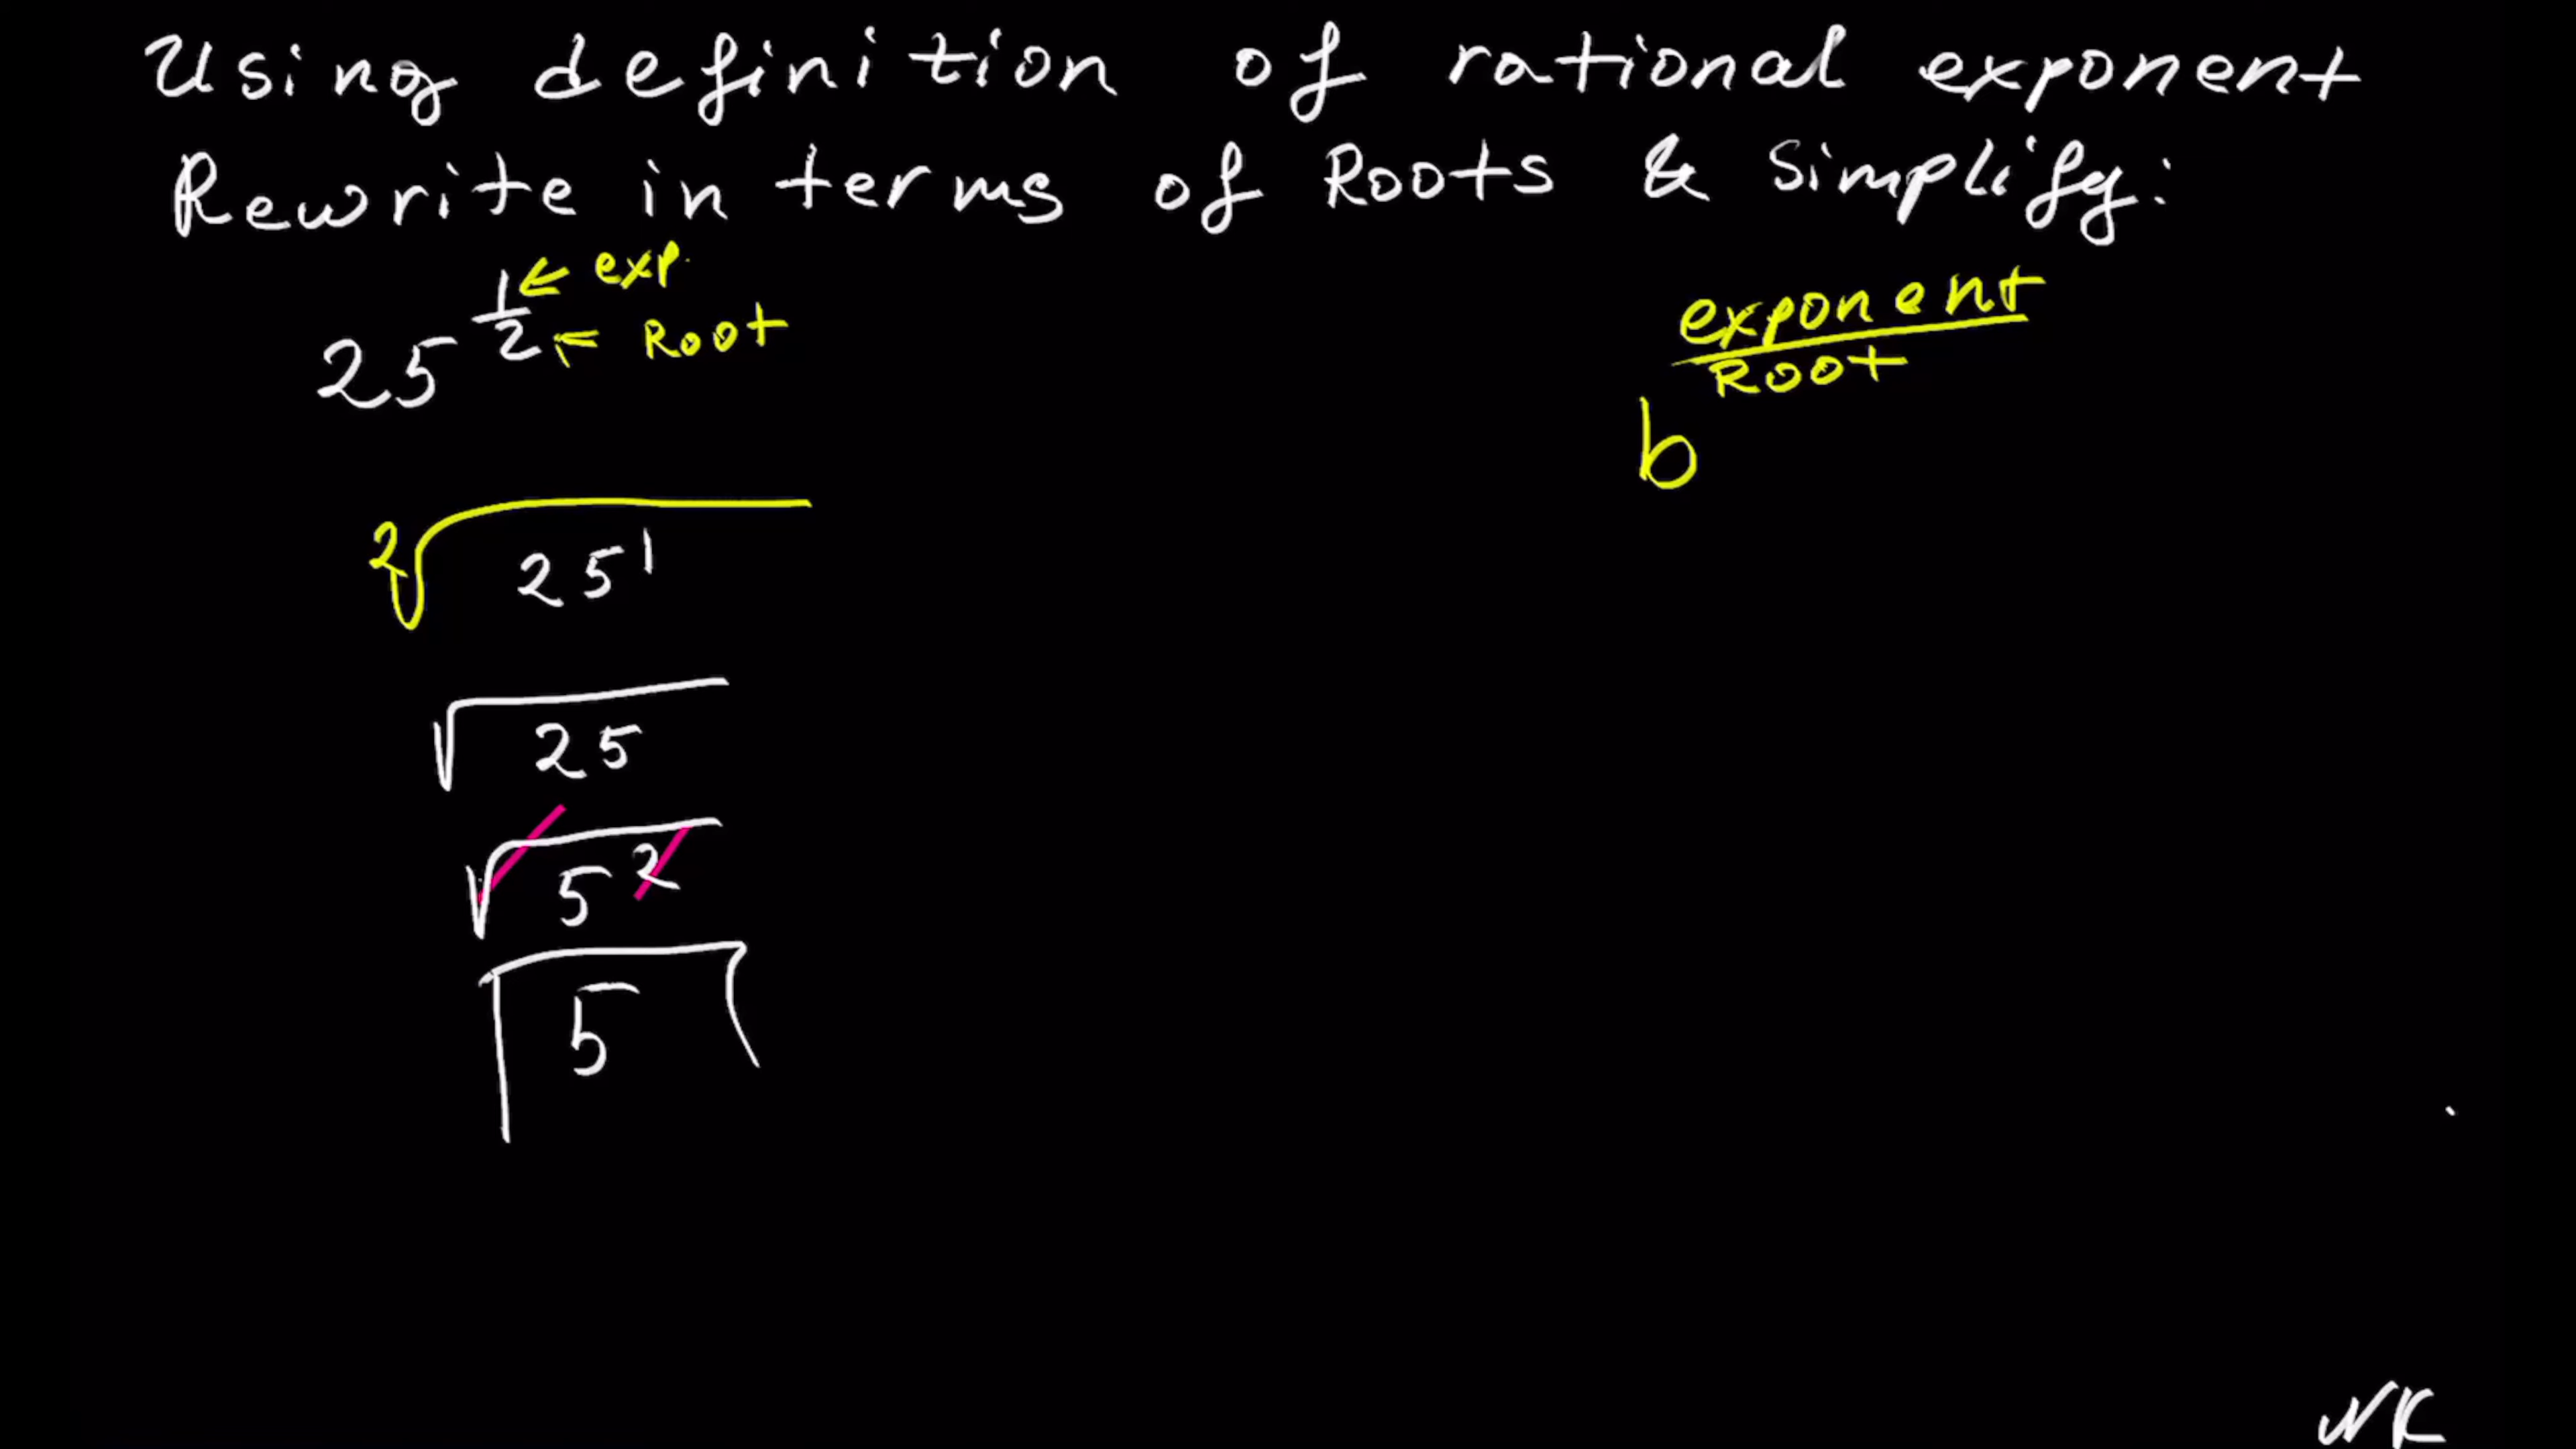 Using definition of rational exponent
Rewrite in terms of Roots & Simplify:
25^(1/2) ← exp. ← Root
b^(exponent/Root)
²√25¹
√25
√5²
5
NK